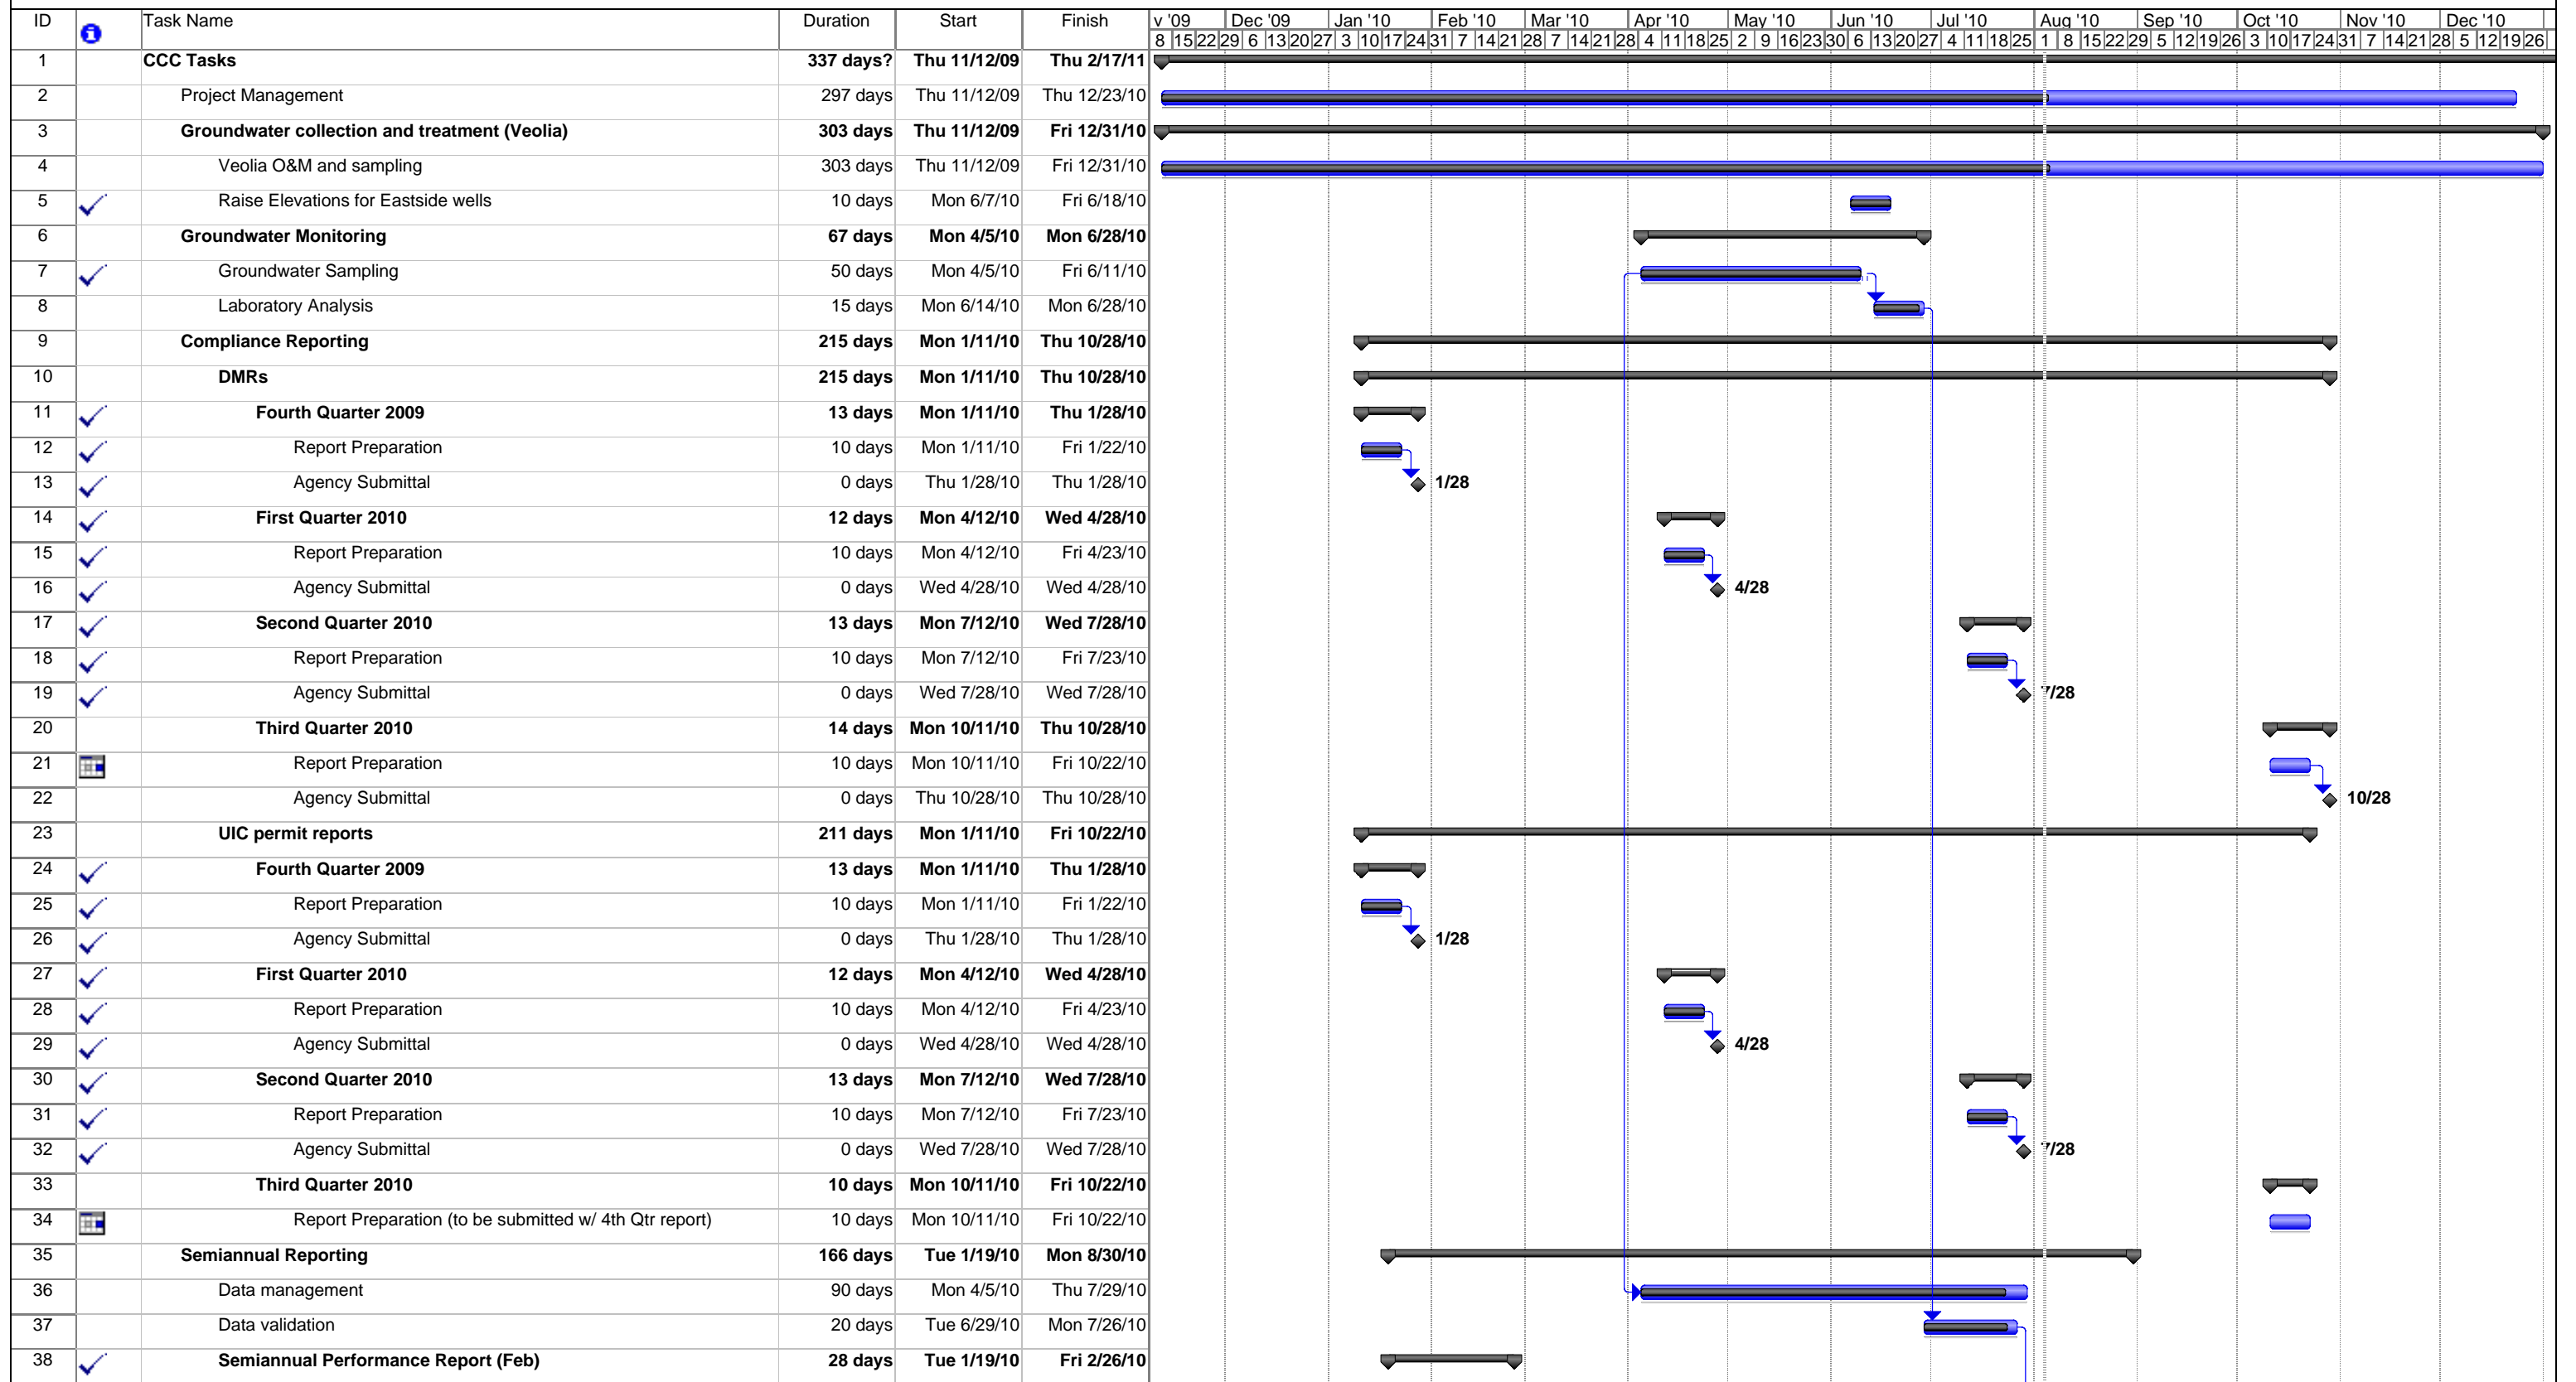 ID Task Name Duration Start Finish v '09 Dec '09 Jan '10 Feb '10 Mar '10 Apr '10 May '10 Jun '10 Jul '10 Aug '10 Sep '10 Oct '10 Nov '10 Dec '10
8 15 22 29 6 13 20 27 3 10 17 24 31 7 14 21 28 7 14 21 28 4 11 18 25 2 9 16 23 30 6 13 20 27 4 11 18 25 1 8 15 22 29 5 12 19 26 3 10 17 24 31 7 14 21 28 5 12 19 26
1 CCC Tasks 337 days? Thu 11/12/09 Thu 2/17/11
2 Project Management 297 days Thu 11/12/09 Thu 12/23/10
3 Groundwater collection and treatment (Veolia) 303 days Thu 11/12/09 Fri 12/31/10
4 Veolia O&M and sampling 303 days Thu 11/12/09 Fri 12/31/10
5 Raise Elevations for Eastside wells 10 days Mon 6/7/10 Fri 6/18/10
6 Groundwater Monitoring 67 days Mon 4/5/10 Mon 6/28/10
7 Groundwater Sampling 50 days Mon 4/5/10 Fri 6/11/10
8 Laboratory Analysis 15 days Mon 6/14/10 Mon 6/28/10
9 Compliance Reporting 215 days Mon 1/11/10 Thu 10/28/10
10 DMRs 215 days Mon 1/11/10 Thu 10/28/10
11 Fourth Quarter 2009 13 days Mon 1/11/10 Thu 1/28/10
12 Report Preparation 10 days Mon 1/11/10 Fri 1/22/10
13 Agency Submittal 0 days Thu 1/28/10 Thu 1/28/10 1/28
14 First Quarter 2010 12 days Mon 4/12/10 Wed 4/28/10
15 Report Preparation 10 days Mon 4/12/10 Fri 4/23/10
16 Agency Submittal 0 days Wed 4/28/10 Wed 4/28/10 4/28
17 Second Quarter 2010 13 days Mon 7/12/10 Wed 7/28/10
18 Report Preparation 10 days Mon 7/12/10 Fri 7/23/10
19 Agency Submittal 0 days Wed 7/28/10 Wed 7/28/10 7/28
20 Third Quarter 2010 14 days Mon 10/11/10 Thu 10/28/10
21 Report Preparation 10 days Mon 10/11/10 Fri 10/22/10
22 Agency Submittal 0 days Thu 10/28/10 Thu 10/28/10 10/28
23 UIC permit reports 211 days Mon 1/11/10 Fri 10/22/10
24 Fourth Quarter 2009 13 days Mon 1/11/10 Thu 1/28/10
25 Report Preparation 10 days Mon 1/11/10 Fri 1/22/10
26 Agency Submittal 0 days Thu 1/28/10 Thu 1/28/10 1/28
27 First Quarter 2010 12 days Mon 4/12/10 Wed 4/28/10
28 Report Preparation 10 days Mon 4/12/10 Fri 4/23/10
29 Agency Submittal 0 days Wed 4/28/10 Wed 4/28/10 4/28
30 Second Quarter 2010 13 days Mon 7/12/10 Wed 7/28/10
31 Report Preparation 10 days Mon 7/12/10 Fri 7/23/10
32 Agency Submittal 0 days Wed 7/28/10 Wed 7/28/10 7/28
33 Third Quarter 2010 10 days Mon 10/11/10 Fri 10/22/10
34 Report Preparation (to be submitted w/ 4th Qtr report) 10 days Mon 10/11/10 Fri 10/22/10
35 Semiannual Reporting 166 days Tue 1/19/10 Mon 8/30/10
36 Data management 90 days Mon 4/5/10 Thu 7/29/10
37 Data validation 20 days Tue 6/29/10 Mon 7/26/10
38 Semiannual Performance Report (Feb) 28 days Tue 1/19/10 Fri 2/26/10